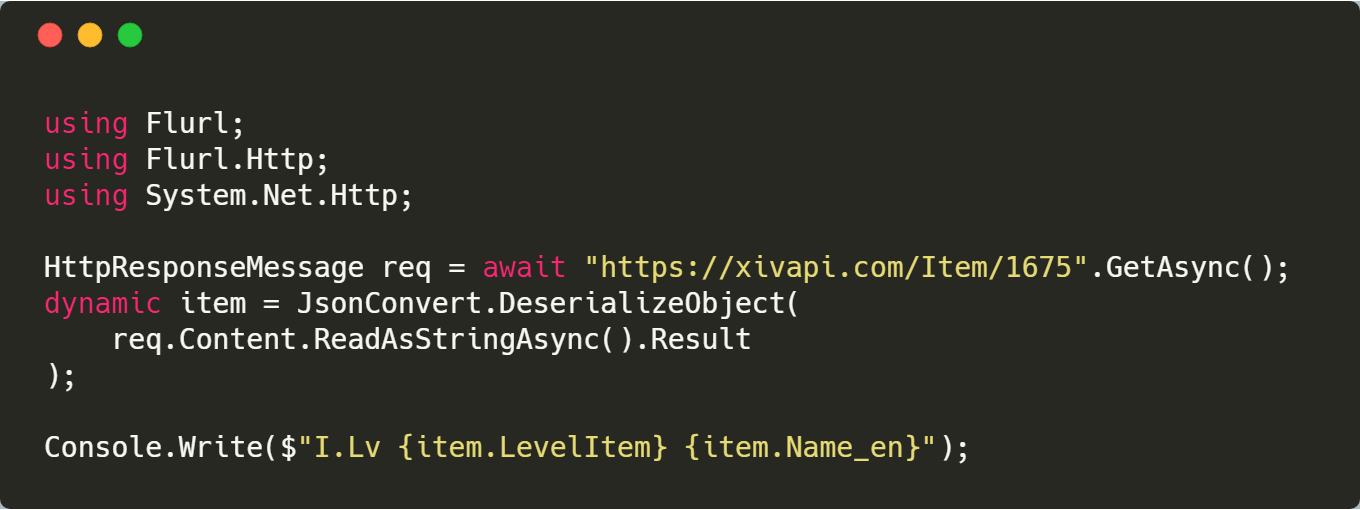 using Flurl;
using Flurl.Http;
using System.Net.Http;
HttpResponseMessage req = await "https://xivapi.com/Item/1675".GetAsync();
dynamic item = JsonConvert.DeserializeObject(
    req.Content.ReadAsStringAsync().Result
);
Console.Write($"I.Lv {item.LevelItem} {item.Name_en}");